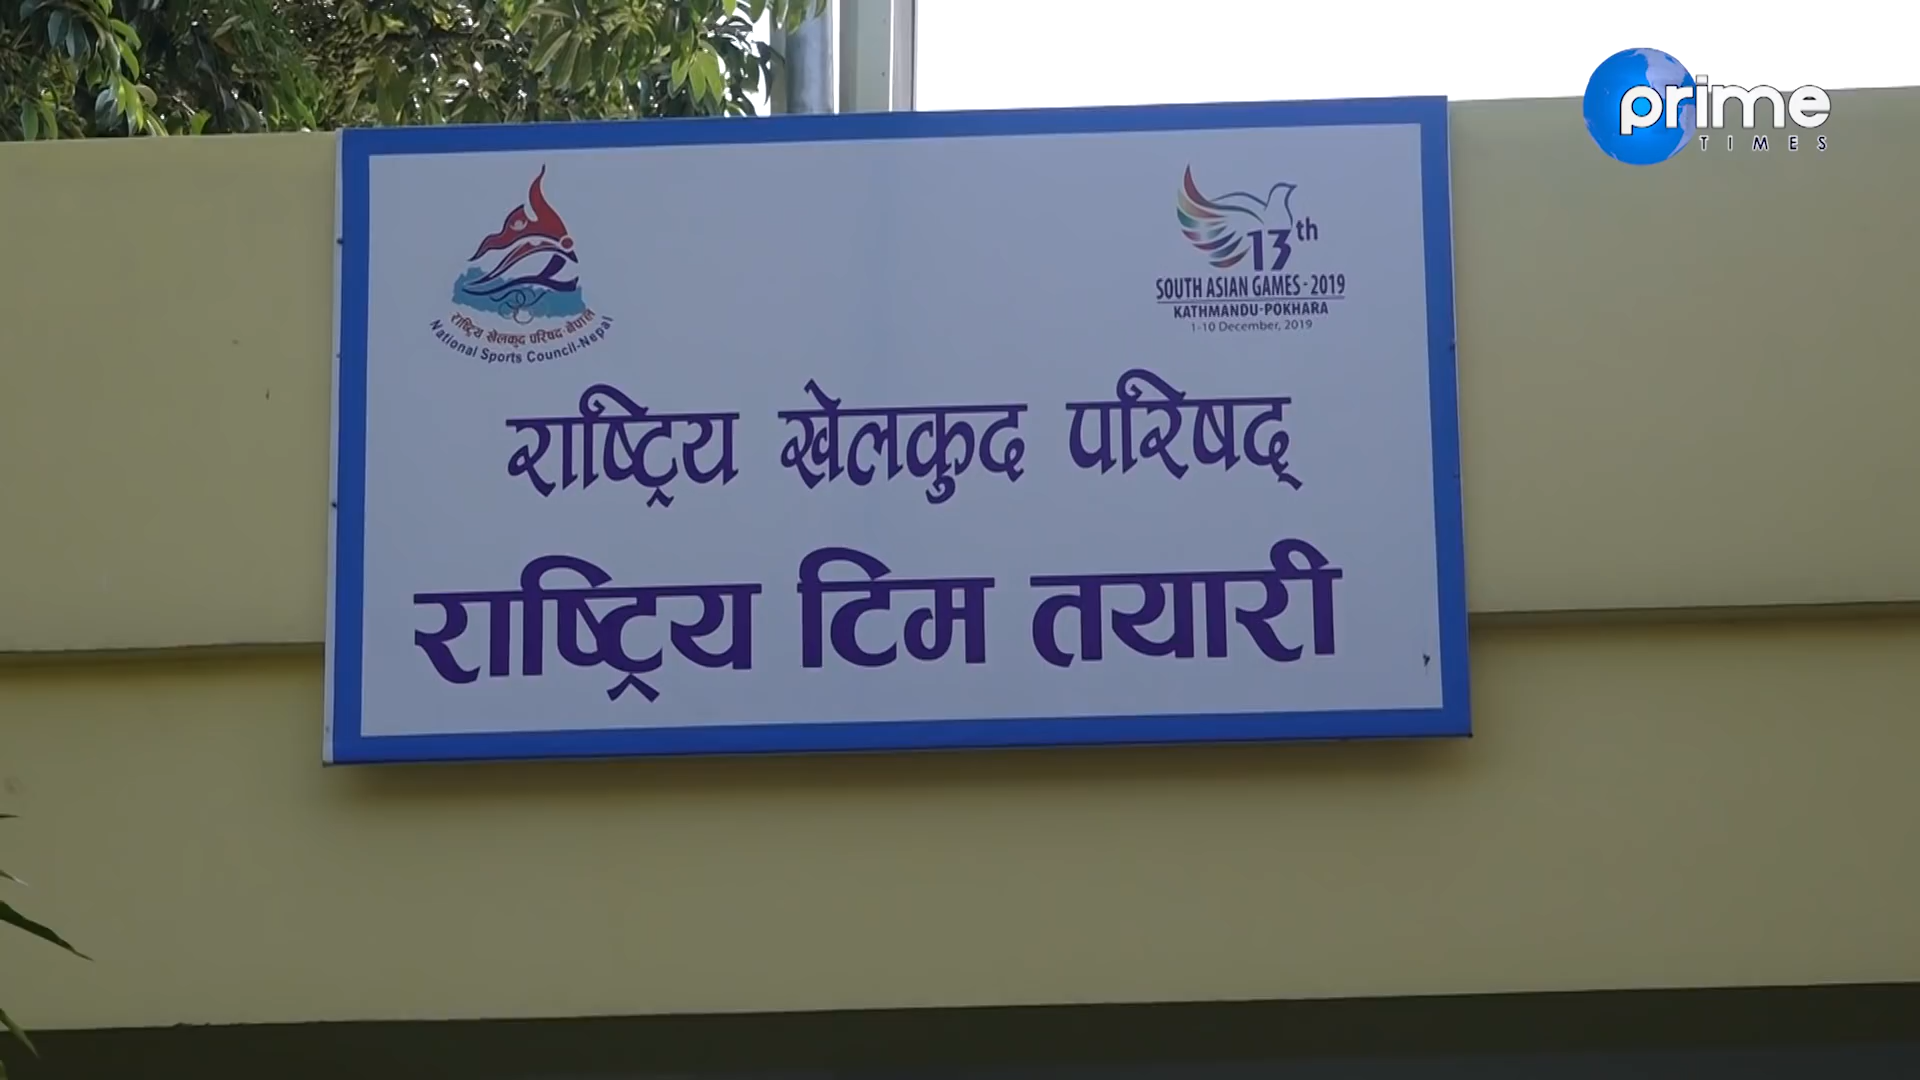 राष्ट्रिय खेलकुद परिषद-नेपाल
National Sports Council-Nepal
13th
SOUTH ASIAN GAMES - 2019
KATHMANDU-POKHARA
1-10 December, 2019
राष्ट्रिय खेलकुद परिषद्
राष्ट्रिय टिम तयारी
prime
TIMES